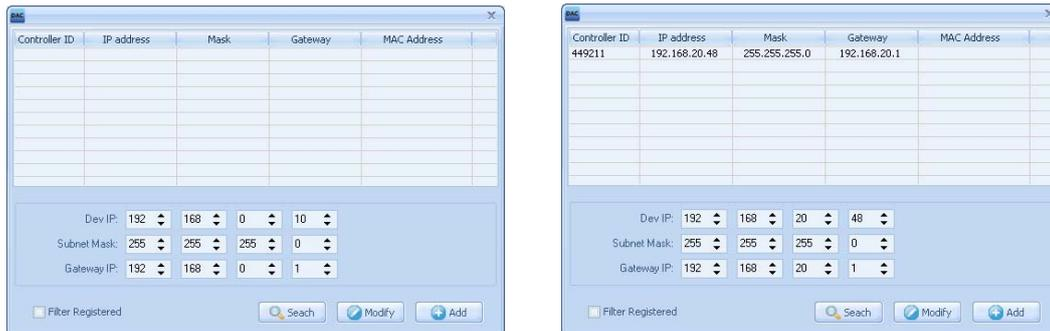 DAC
Controller ID IP address Mask Gateway MAC Address
Dev IP: 192 168 0 10
Subnet Mask: 255 255 255 0
Gateway IP: 192 168 0 1
Filter Registered Seach Modify Add
DAC
Controller ID IP address Mask Gateway MAC Address
449211 192.168.20.48 255.255.255.0 192.168.20.1
Dev IP: 192 168 20 48
Subnet Mask: 255 255 255 0
Gateway IP: 192 168 20 1
Filter Registered Seach Modify Add